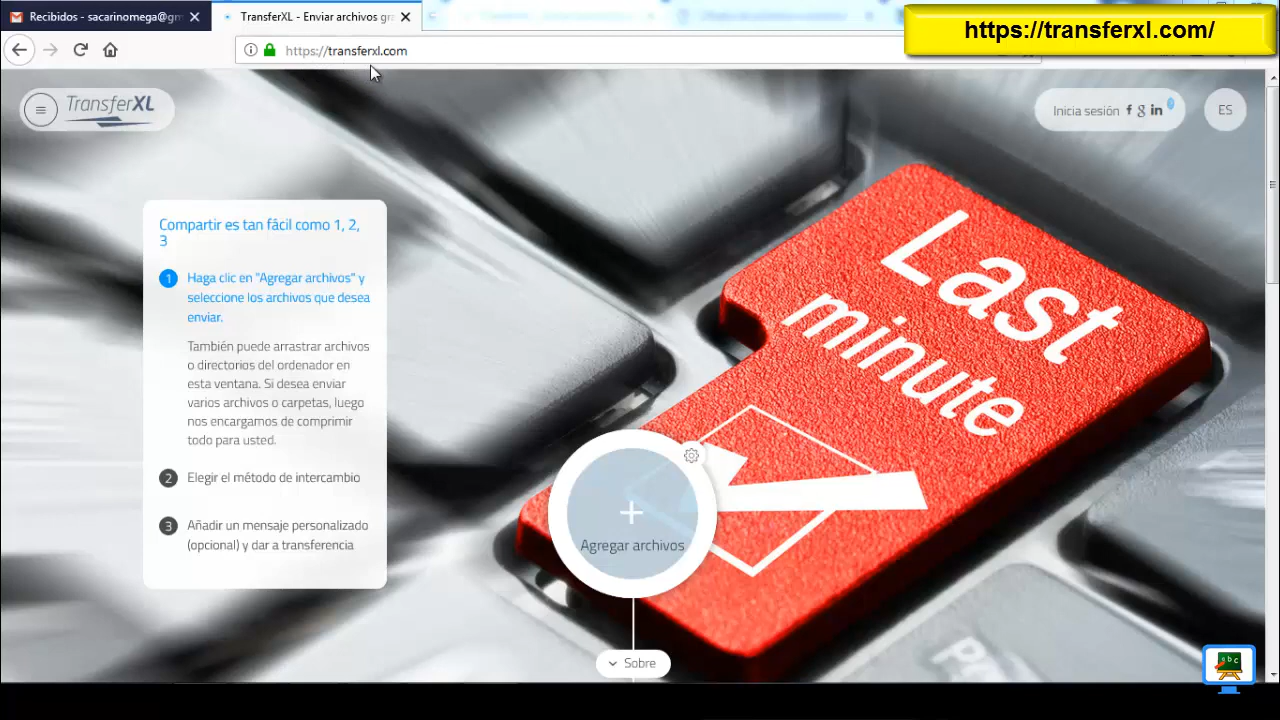 Recibidos - sacarinomega@gm
TransferXL - Enviar archivos gra
https://transferxl.com/
https://transferxl.com
TransferXL
Inicia sesión
ES
Compartir es tan fácil como 1, 2,
3
1 Haga clic en "Agregar archivos" y
seleccione los archivos que desea
enviar.
También puede arrastrar archivos
o directorios del ordenador en
esta ventana. Si desea enviar
varios archivos o carpetas, luego
nos encargamos de comprimir
todo para usted.
2 Elegir el método de intercambio
3 Añadir un mensaje personalizado
(opcional) y dar a transferencia
Last
minute
+
Agregar archivos
Sobre
abc